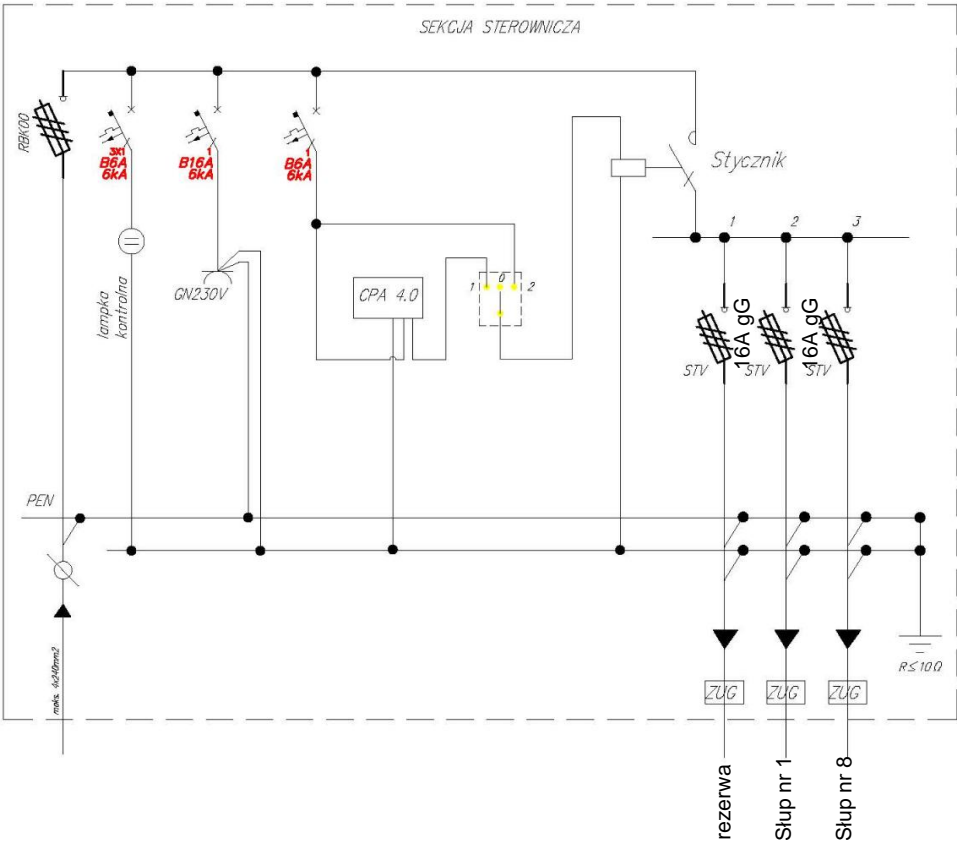 SEKCJA STEROWNICZA
RBK00
3X1
B6A
6kA
1
B16A
6kA
1
B6A
6kA
Stycznik
lampka
kontrolna
GN230V
CPA 4.0
1
0
2
1
2
3
STV
16A gG
STV
16A gG
STV
PEN
maks. 4x240mm2
R≤10Ω
ZUG
ZUG
ZUG
rezerwa
Słup nr 1
Słup nr 8